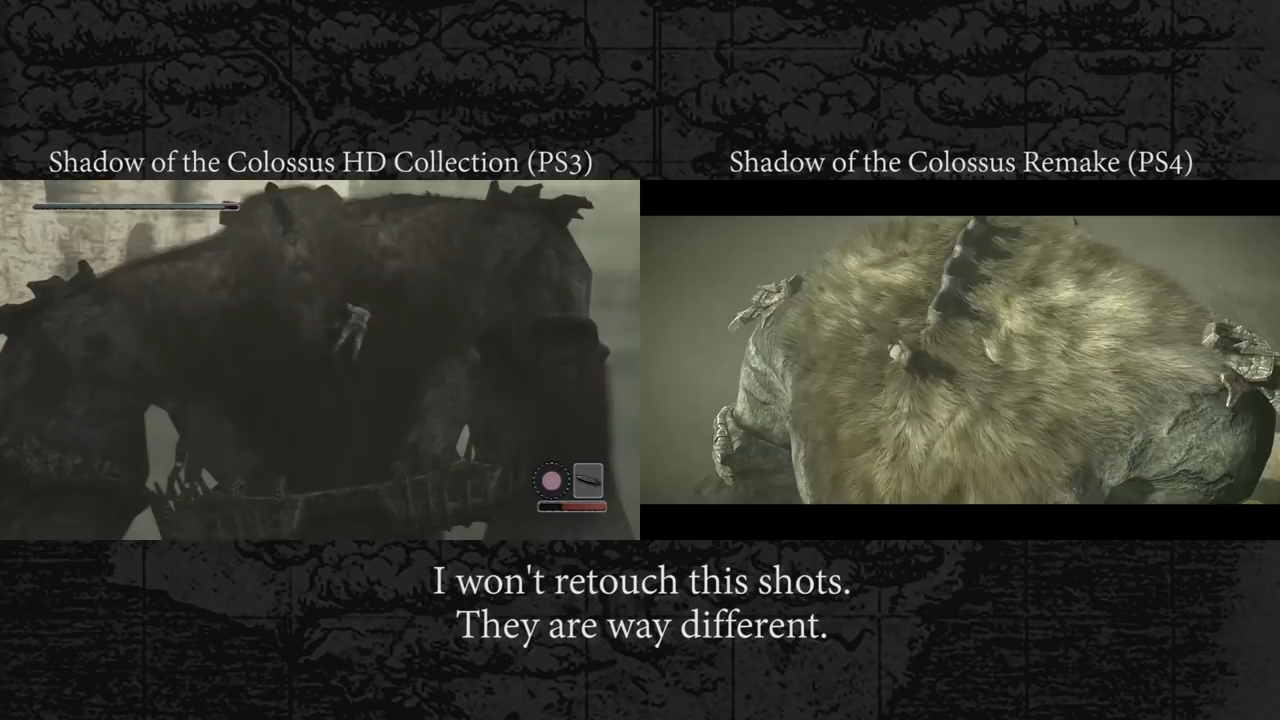 Shadow of the Colossus HD Collection (PS3)
Shadow of the Colossus Remake (PS4)
I won't retouch this shots.
They are way different.